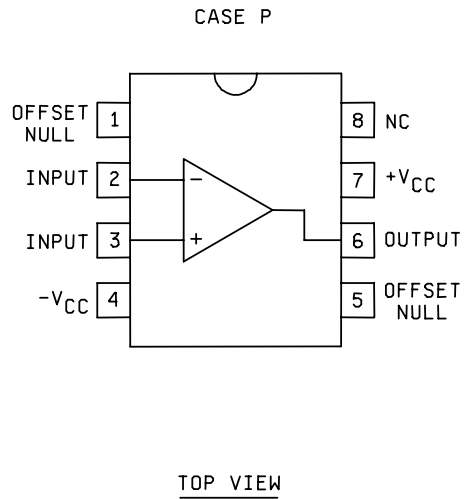 CASE P
OFFSET
NULL
1
8
NC
INPUT
2
−
7
+VCC
INPUT
3
+
6
OUTPUT
−VCC
4
5
OFFSET
NULL
TOP VIEW